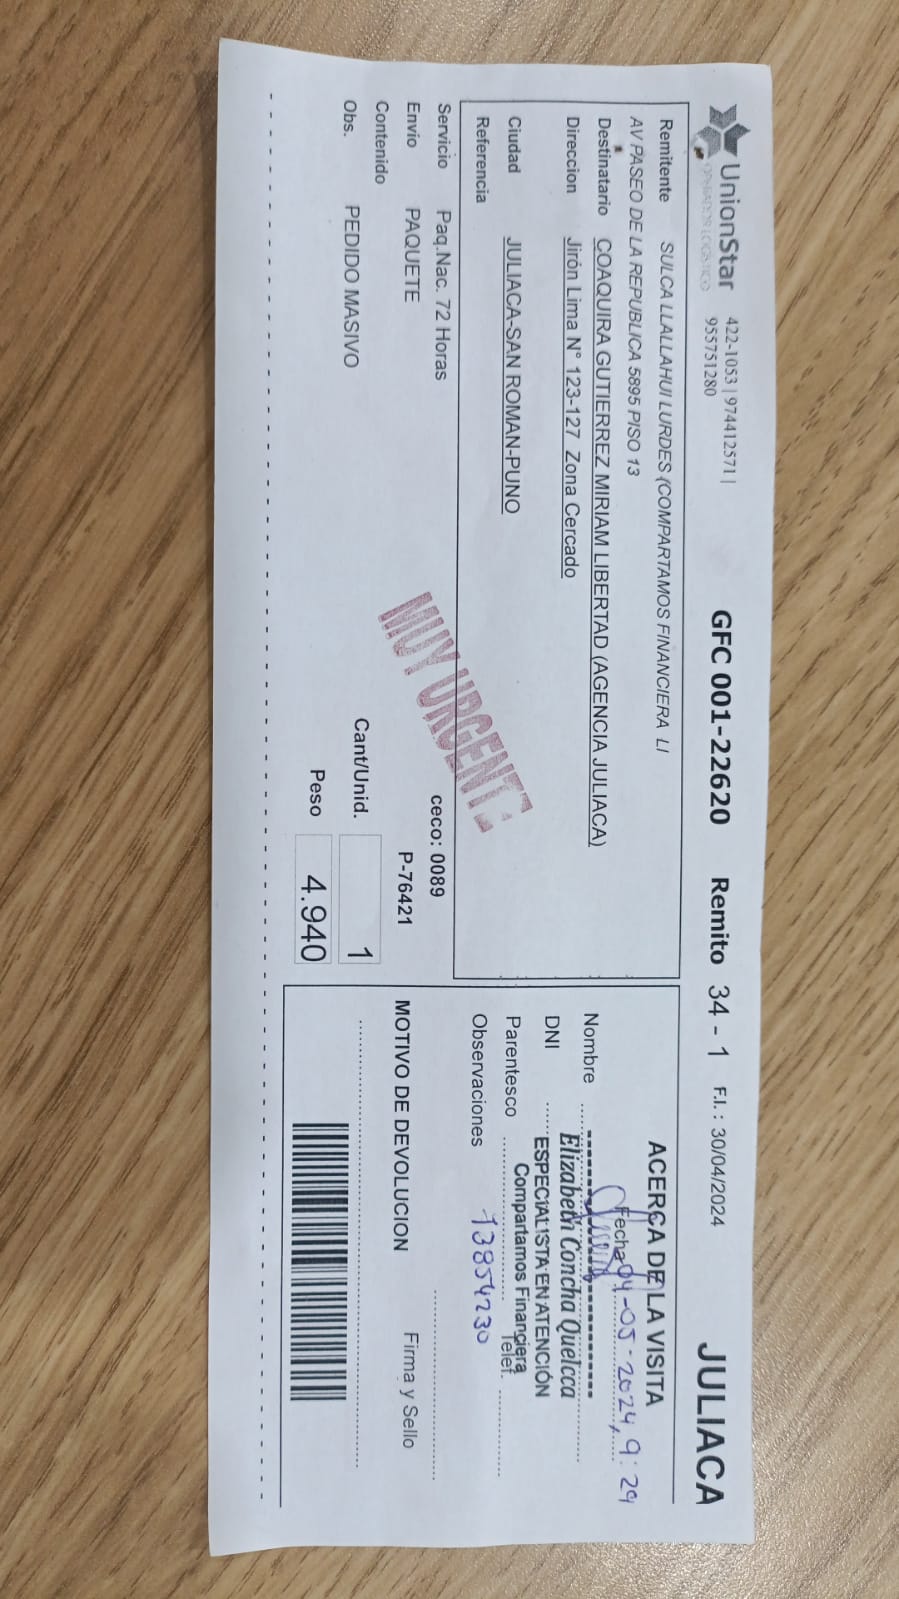 UnionStar
OPERADOR LOGISTICO
422-1053 | 974412571 |
955751280
GFC 001-22620 Remito 34 - 1 F.I. : 30/04/2024 JULIACA
Remitente SULCA LLALLAHUI LURDES (COMPARTAMOS FINANCIERA LI
AV PASEO DE LA REPUBLICA 5895 PISO 13
Destinatario COAQUIRA GUTIERREZ MIRIAM LIBERTAD (AGENCIA JULIACA)
Direccion Jirón Lima N° 123-127 Zona Cercado
Ciudad JULIACA-SAN ROMAN-PUNO
Referencia
Servicio Paq.Nac. 72 Horas ceco: 0089
Envio PAQUETE P-76421
Contenido
Cant/Unid. 1
Obs. PEDIDO MASIVO
Peso 4.940
MUY URGENTE
ACERCA DE LA VISITA
Fecha 04-05-2024, 9:29
Nombre
Elizabeth Concha Quelcca
DNI
ESPECIALISTA EN ATENCIÓN
Compartamos Financiera
Parentesco Telef.
Observaciones 73854230
MOTIVO DE DEVOLUCION
Firma y Sello